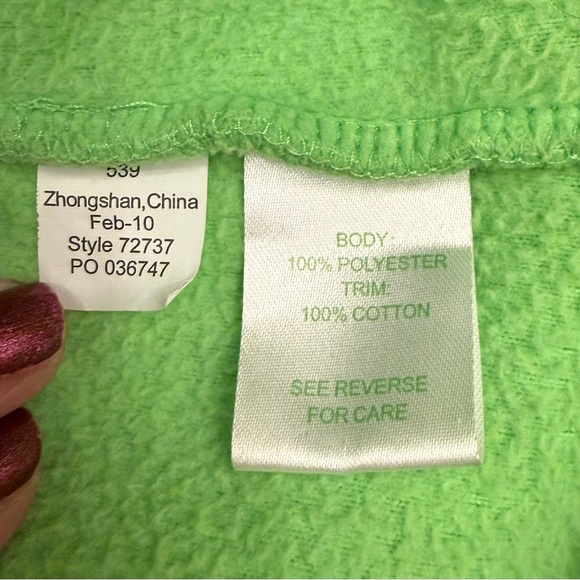 539
Zhongshan,China
Feb-10
Style 72737
PO 036747
BODY:
100% POLYESTER
TRIM:
100% COTTON
SEE REVERSE
FOR CARE